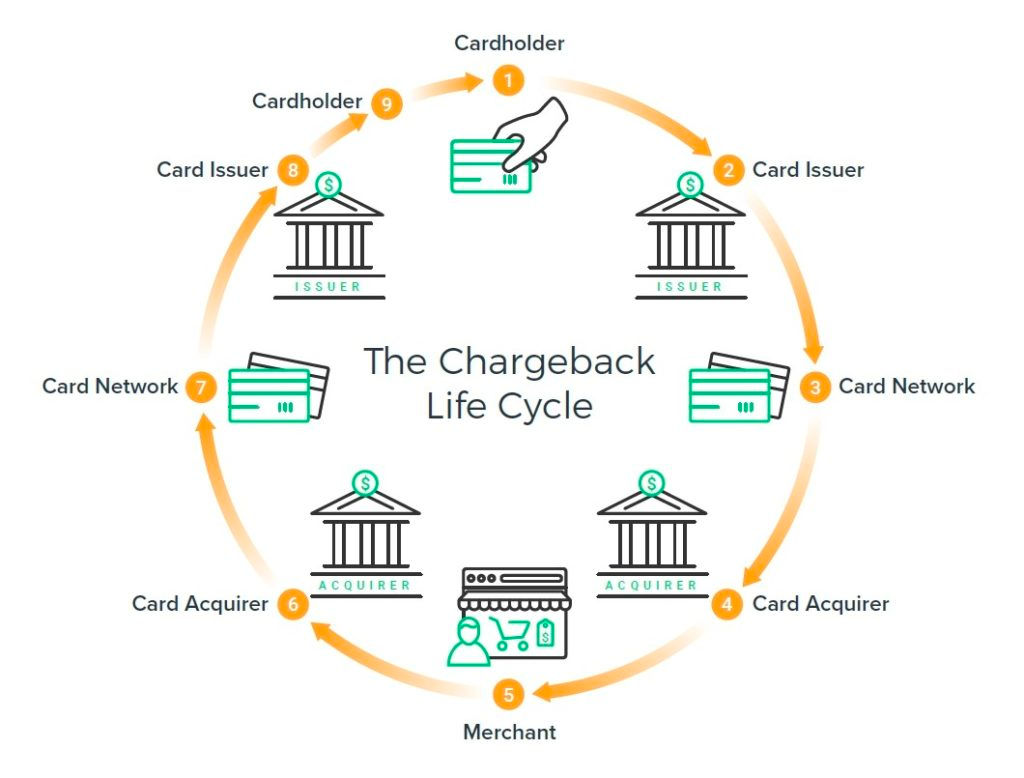 Cardholder
1
Cardholder
9
Card Issuer
8
2
Card Issuer
$
$
ISSUER
ISSUER
The Chargeback
Life Cycle
Card Network
7
3
Card Network
$
$
ACQUIRER
ACQUIRER
Card Acquirer
6
4
Card Acquirer
$
5
Merchant